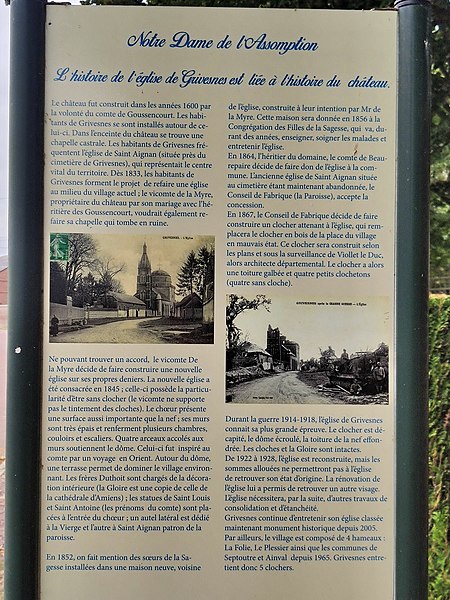 Notre Dame de l'Assomption
L'histoire de l'église de Grivesnes est liée à l'histoire du château.
Le château fut construit dans les années 1600 par
la volonté du comte de Goussencourt. Les habi-
tants de Grivesnes se sont installés autour de ce-
lui-ci. Dans l'enceinte du château se trouve une
chapelle castrale. Les habitants de Grivesnes fré-
quentent l'église de Saint Aignan (située près du
cimetière de Grivesnes), qui représentait le centre
vital du territoire. Dès 1833, les habitants de
Grivesnes forment le projet de refaire une église
au milieu du village actuel ; le vicomte de la Myre,
propriétaire du château par son mariage avec l'hé-
ritière des Goussencourt, voudrait également re-
faire sa chapelle qui tombe en ruine.
GRIVESNES. - L'Église
Ne pouvant trouver un accord, le vicomte De
la Myre décide de faire construire une nouvelle
église sur ses propres deniers. La nouvelle église a
été consacrée en 1845 ; celle-ci possède la particula-
rité d'être sans clocher (le vicomte ne supporte
pas le tintement des cloches). Le chœur présente
une surface aussi importante que la nef ; ses murs
sont très épais et renferment plusieurs chambres,
couloirs et escaliers. Quatre arceaux accolés aux
murs soutiennent le dôme. Celui-ci fut inspiré au
comte par un voyage en Orient. Autour du dôme,
une terrasse permet de dominer le village environ-
nant. Les frères Duthoit sont chargés de la décora-
tion intérieure (la Gloire est une copie de celle de
la cathédrale d'Amiens) ; les statues de Saint Louis
et Saint Antoine (les prénoms du comte) sont pla-
cées à l'entrée du chœur ; un autel latéral est dédié
à la Vierge et l'autre à Saint Aignan patron de la
paroisse.
En 1852, on fait mention des sœurs de la Sa-
gesse installées dans une maison neuve, voisine
de l'église, construite à leur intention par Mr de
la Myre. Cette maison sera donnée en 1856 à la
Congrégation des Filles de la Sagesse, qui va, du-
rant des années, enseigner, soigner les malades et
entretenir l'église.
En 1864, l'héritier du domaine, le comte de Beau-
repaire décide de faire don de l'église à la com-
mune. L'ancienne église de Saint Aignan située
au cimetière étant maintenant abandonnée, le
Conseil de Fabrique (la Paroisse), accepte la
concession.
En 1867, le Conseil de Fabrique décide de faire
construire un clocher attenant à l'église, qui rem-
placera le clocher en bois de la place du village
en mauvais état. Ce clocher sera construit selon
les plans et sous la surveillance de Viollet le Duc,
alors architecte départemental. Le clocher a alors
une toiture galbée et quatre petits clochetons
(quatre sans cloche).
GRIVESNES après la GRANDE GUERRE - L'Église
Durant la guerre 1914-1918, l'église de Grivesnes
connait sa plus grande épreuve. Le clocher est dé-
capité, le dôme écroulé, la toiture de la nef effon-
drée. Les cloches et la Gloire sont intactes.
De 1922 à 1928, l'église est reconstruite, mais les
sommes allouées ne permettront pas à l'église
de retrouver son état d'origine. La rénovation de
l'église lui a permis de retrouver un autre visage.
L'église nécessitera, par la suite, d'autres travaux de
consolidation et d'étanchéité.
Grivesnes continue d'entretenir son église classée
maintenant monument historique depuis 2005.
Par ailleurs, le village est composé de 4 hameaux :
La Folie, Le Plessier ainsi que les communes de
Septoutre et Ainval depuis 1965. Grivesnes entre-
tient donc 5 clochers.